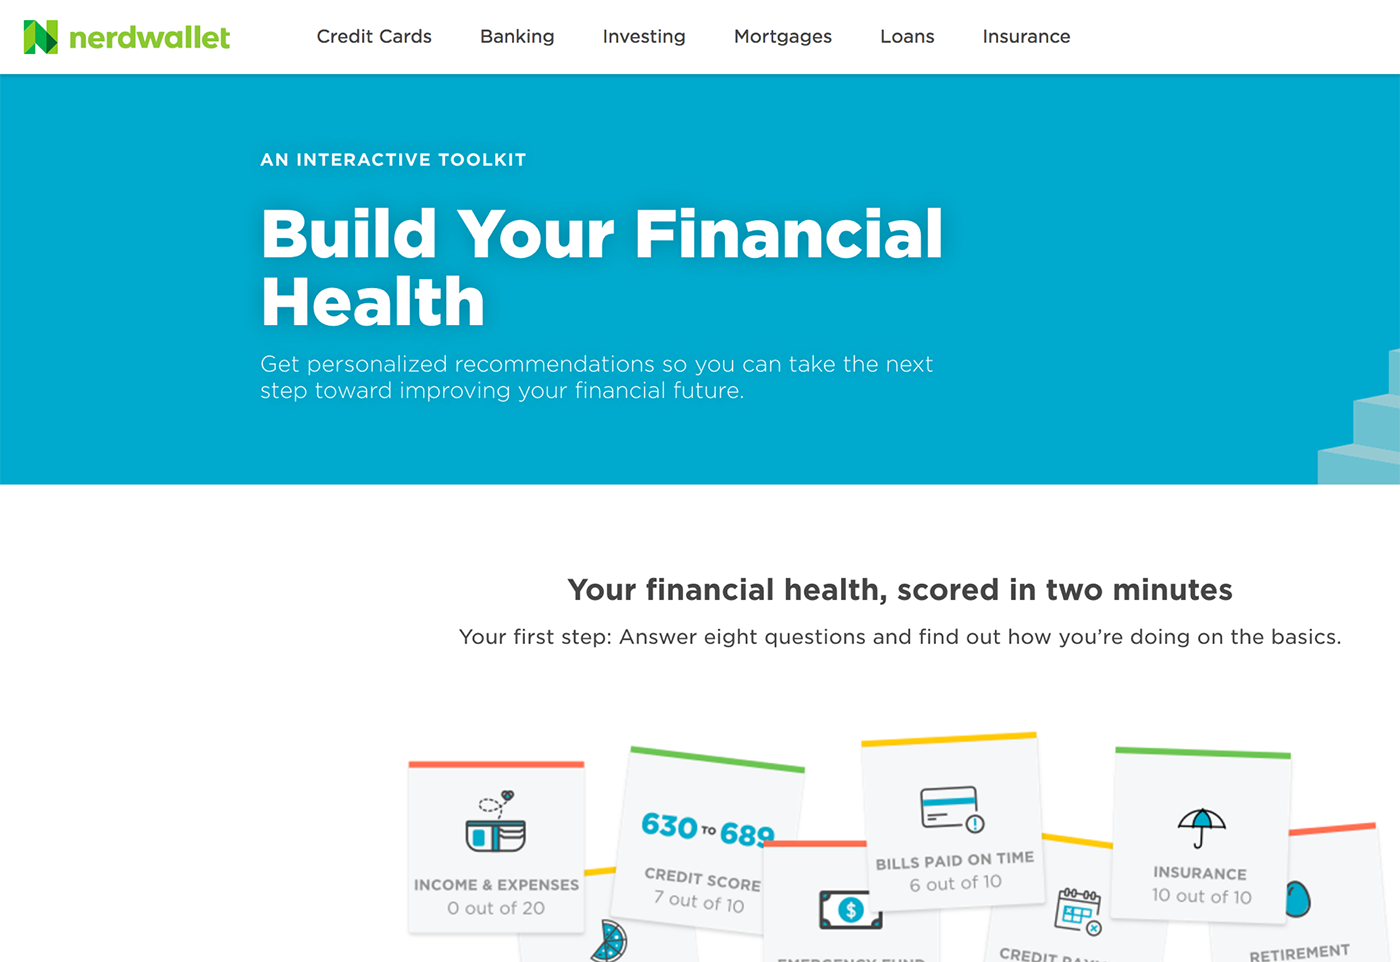 nerdwallet
Credit Cards
Banking
Investing
Mortgages
Loans
Insurance
AN INTERACTIVE TOOLKIT
Build Your Financial
Health
Get personalized recommendations so you can take the next
step toward improving your financial future.
Your financial health, scored in two minutes
Your first step: Answer eight questions and find out how you’re doing on the basics.
INCOME & EXPENSES
0 out of 20
630 TO 689
CREDIT SCORE
7 out of 10
$
EMERGENCY FUND
BILLS PAID ON TIME
6 out of 10
CREDIT
INSURANCE
10 out of 10
RETIREMENT